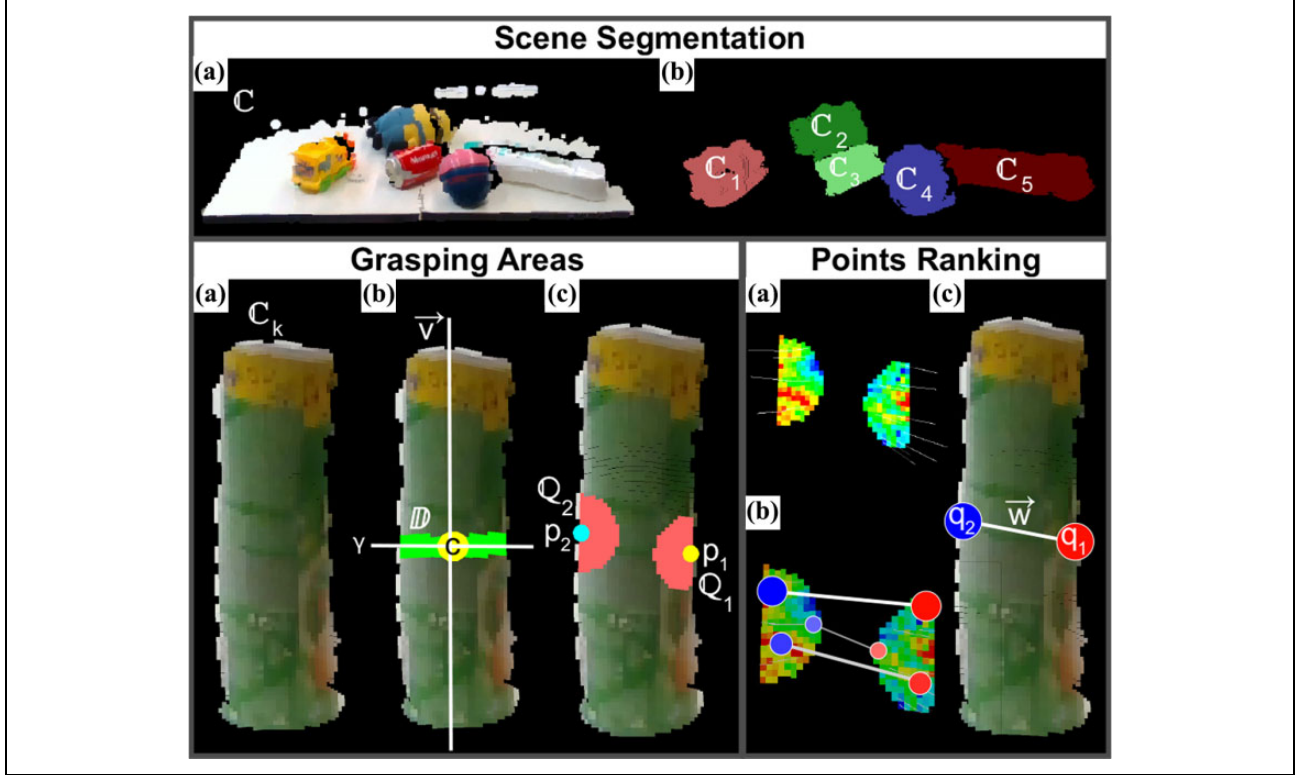 Scene Segmentation
(a)
ℂ
(b)
ℂ1
ℂ2
ℂ3
ℂ4
ℂ5
Grasping Areas
(a)
ℂk
(b)
v
𝔻
γ
c
(c)
ℚ2
p2
p1
ℚ1
Points Ranking
(a)
(b)
(c)
w
q2
q1